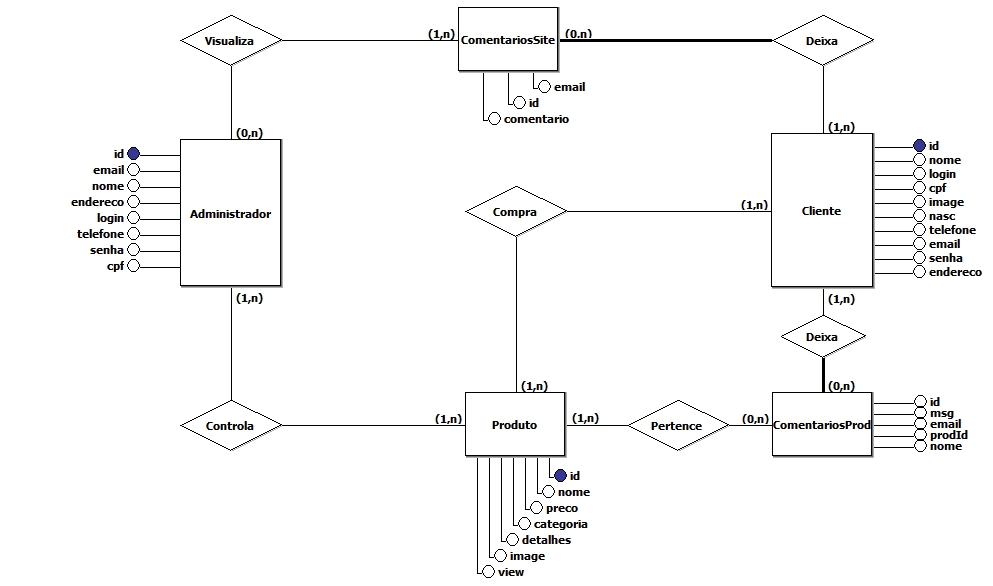 Visualiza
(1,n)
ComentariosSite
(0,n)
Deixa
email
id
comentario
(0,n)
(1,n)
id
email
nome
endereco
login
telefone
senha
cpf
Administrador
(1,n)
Compra
(1,n)
Cliente
id
nome
login
cpf
image
nasc
telefone
email
senha
endereco
(1,n)
Deixa
(1,n)
(0,n)
Controla
(1,n)
Produto
(1,n)
Pertence
(0,n)
ComentariosProd
id
msg
email
prodId
nome
id
nome
preco
categoria
detalhes
image
view